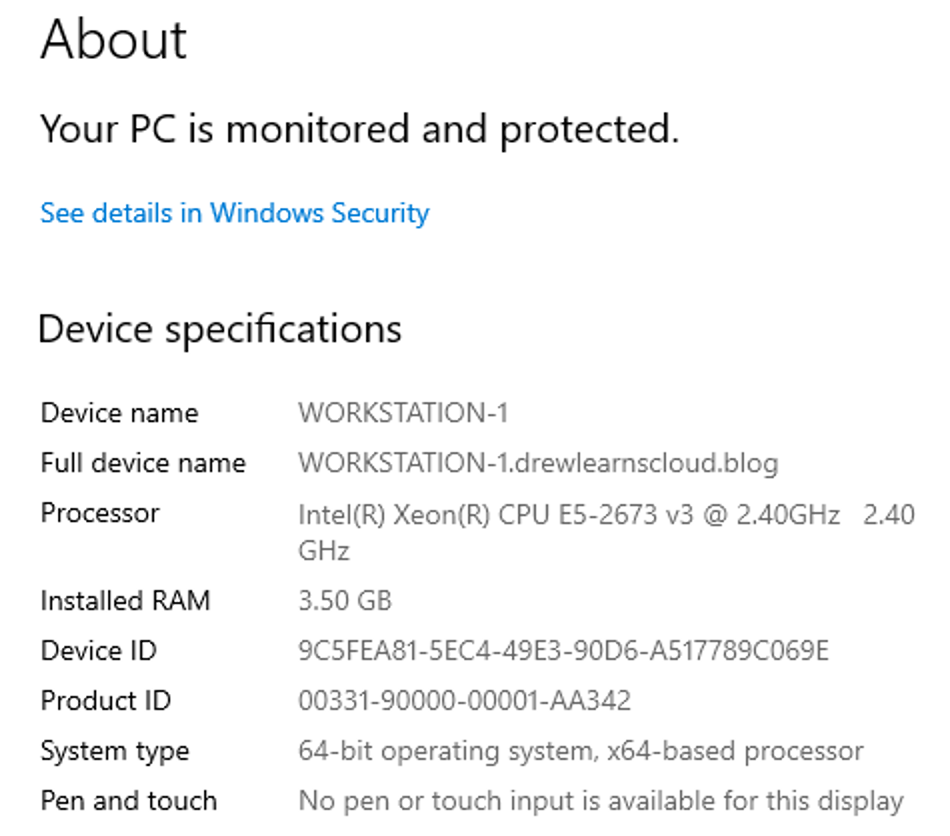 About
Your PC is monitored and protected.
See details in Windows Security
Device specifications
Device name WORKSTATION-1
Full device name WORKSTATION-1.drewlearnscloud.blog
Processor Intel(R) Xeon(R) CPU E5-2673 v3 @ 2.40GHz 2.40
GHz
Installed RAM 3.50 GB
Device ID 9C5FEA81-5EC4-49E3-90D6-A517789C069E
Product ID 00331-90000-00001-AA342
System type 64-bit operating system, x64-based processor
Pen and touch No pen or touch input is available for this display